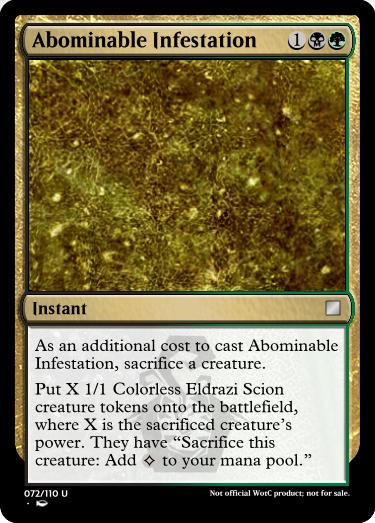 Abominable Infestation 1
Instant
As an additional cost to cast Abominable
Infestation, sacrifice a creature.
Put X 1/1 Colorless Eldrazi Scion
creature tokens onto the battlefield,
where X is the sacrificed creature's
power. They have “Sacrifice this
creature: Add to your mana pool.”
072/110 U
Not official WotC product; not for sale.